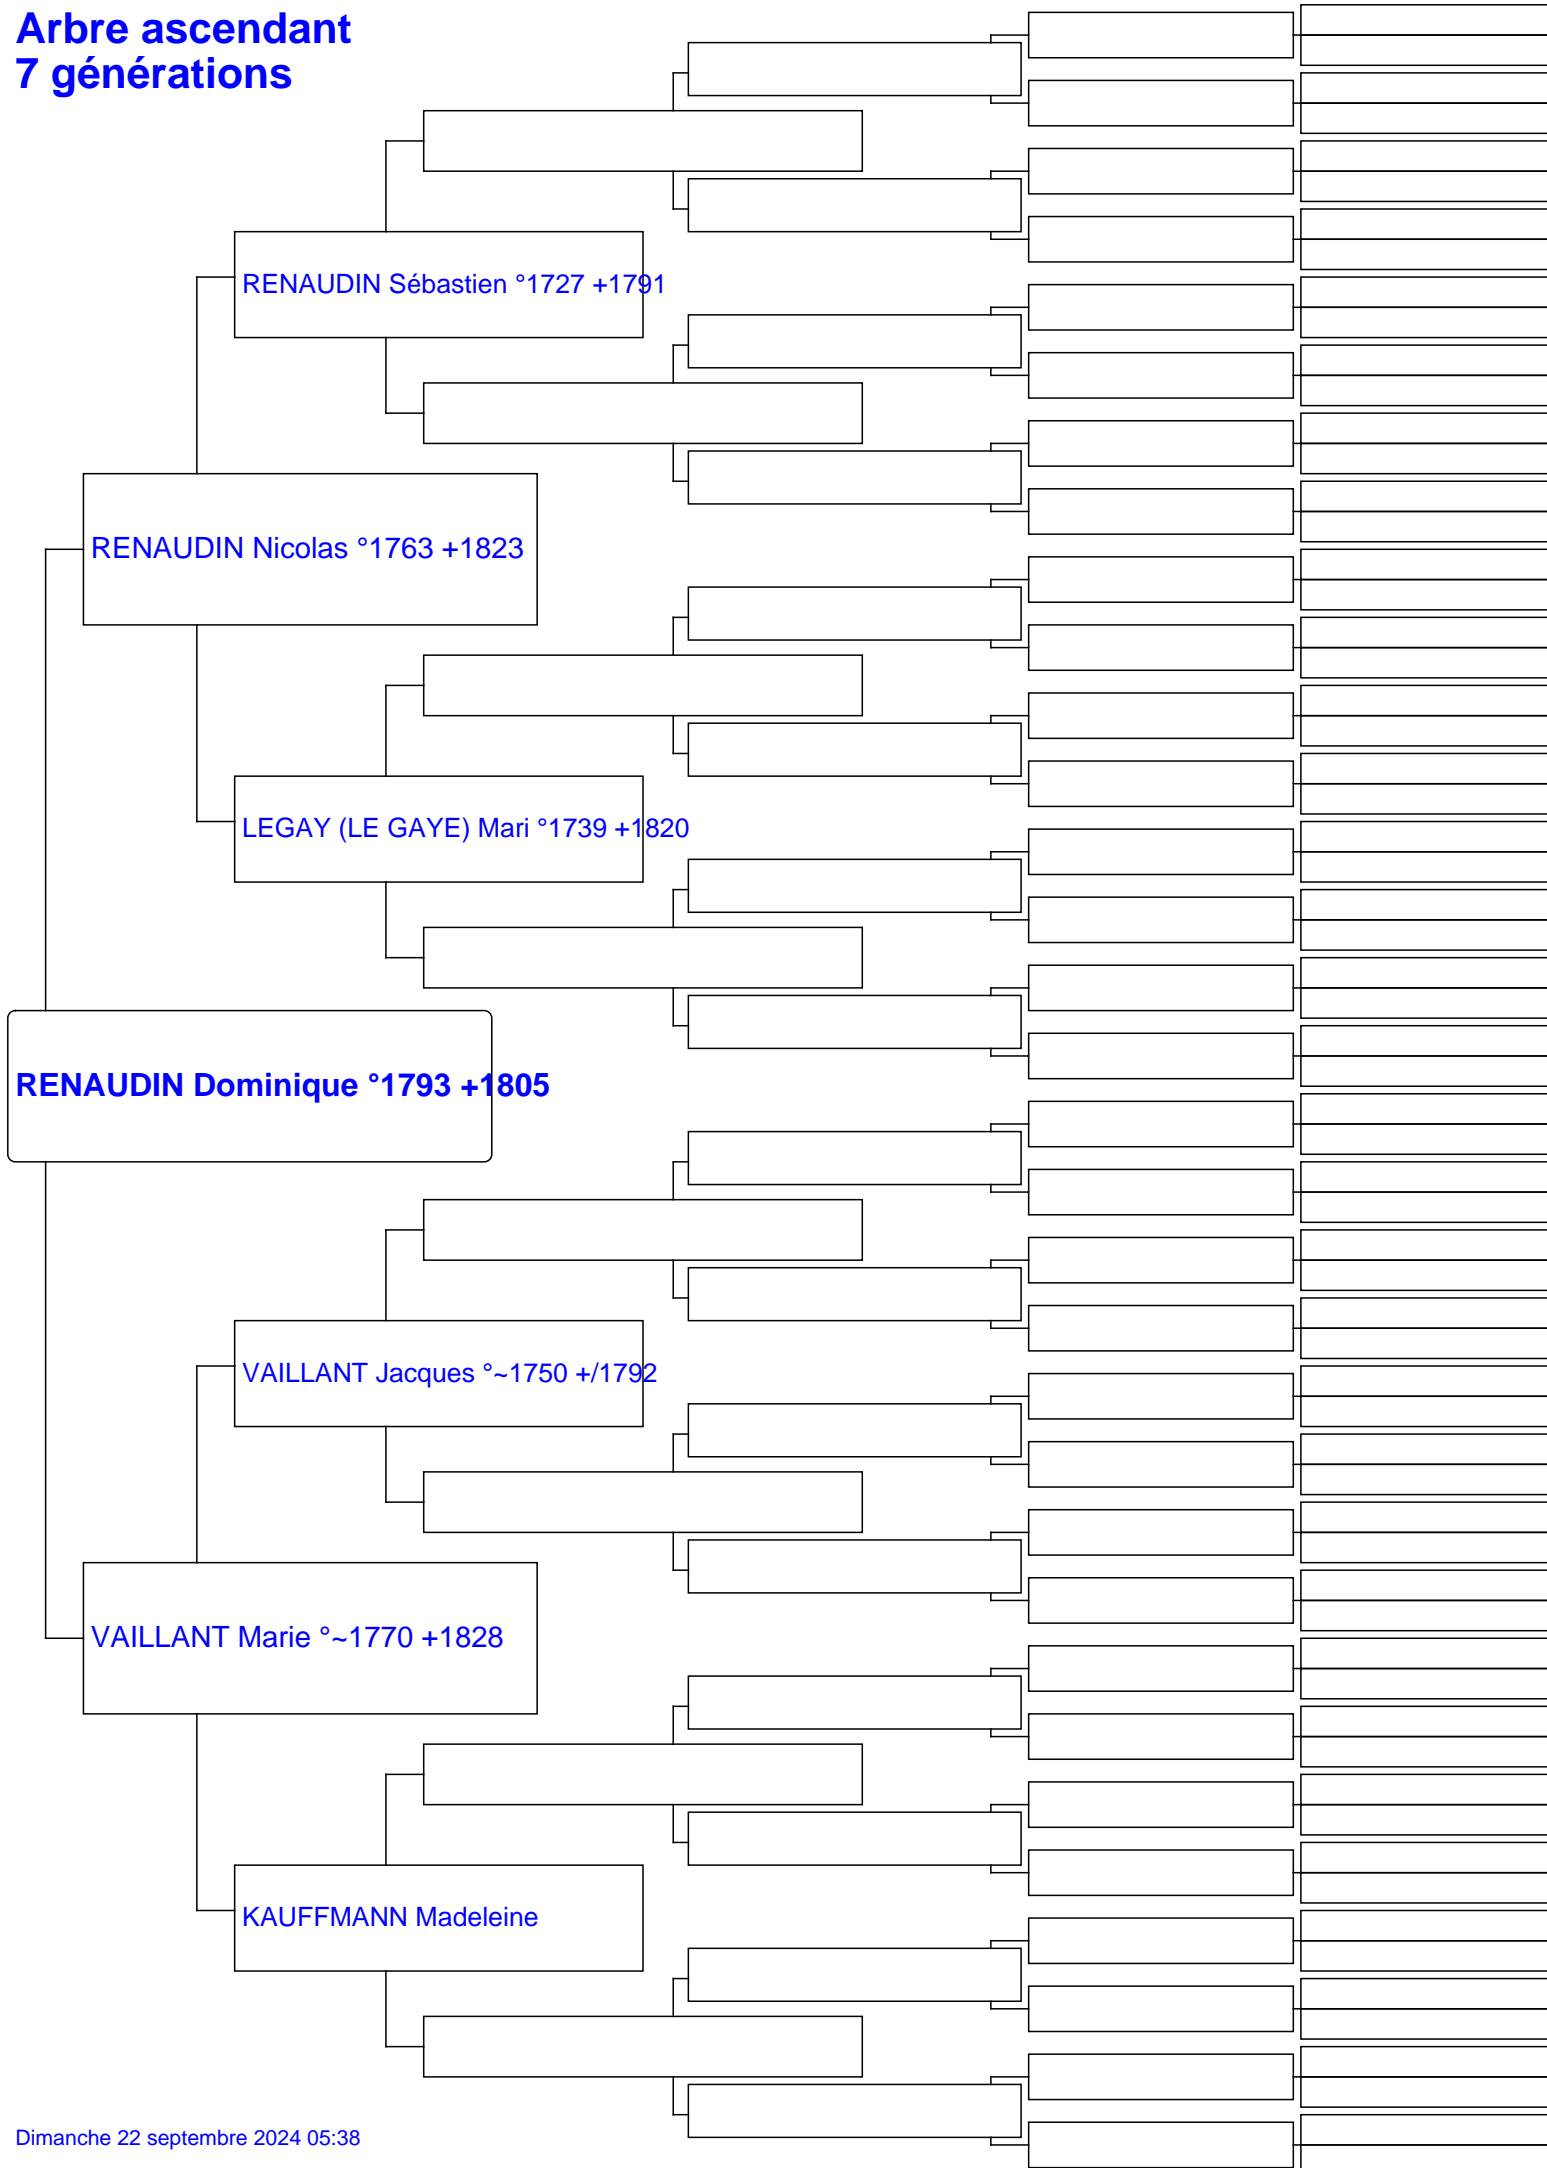 Arbre ascendant
7 générations
RENAUDIN Sébastien °1727 +1791
RENAUDIN Nicolas °1763 +1823
LEGAY (LE GAYE) Mari °1739 +1820
RENAUDIN Dominique °1793 +1805
VAILLANT Jacques °~1750 +/1792
VAILLANT Marie °~1770 +1828
KAUFFMANN Madeleine
Dimanche 22 septembre 2024 05:38